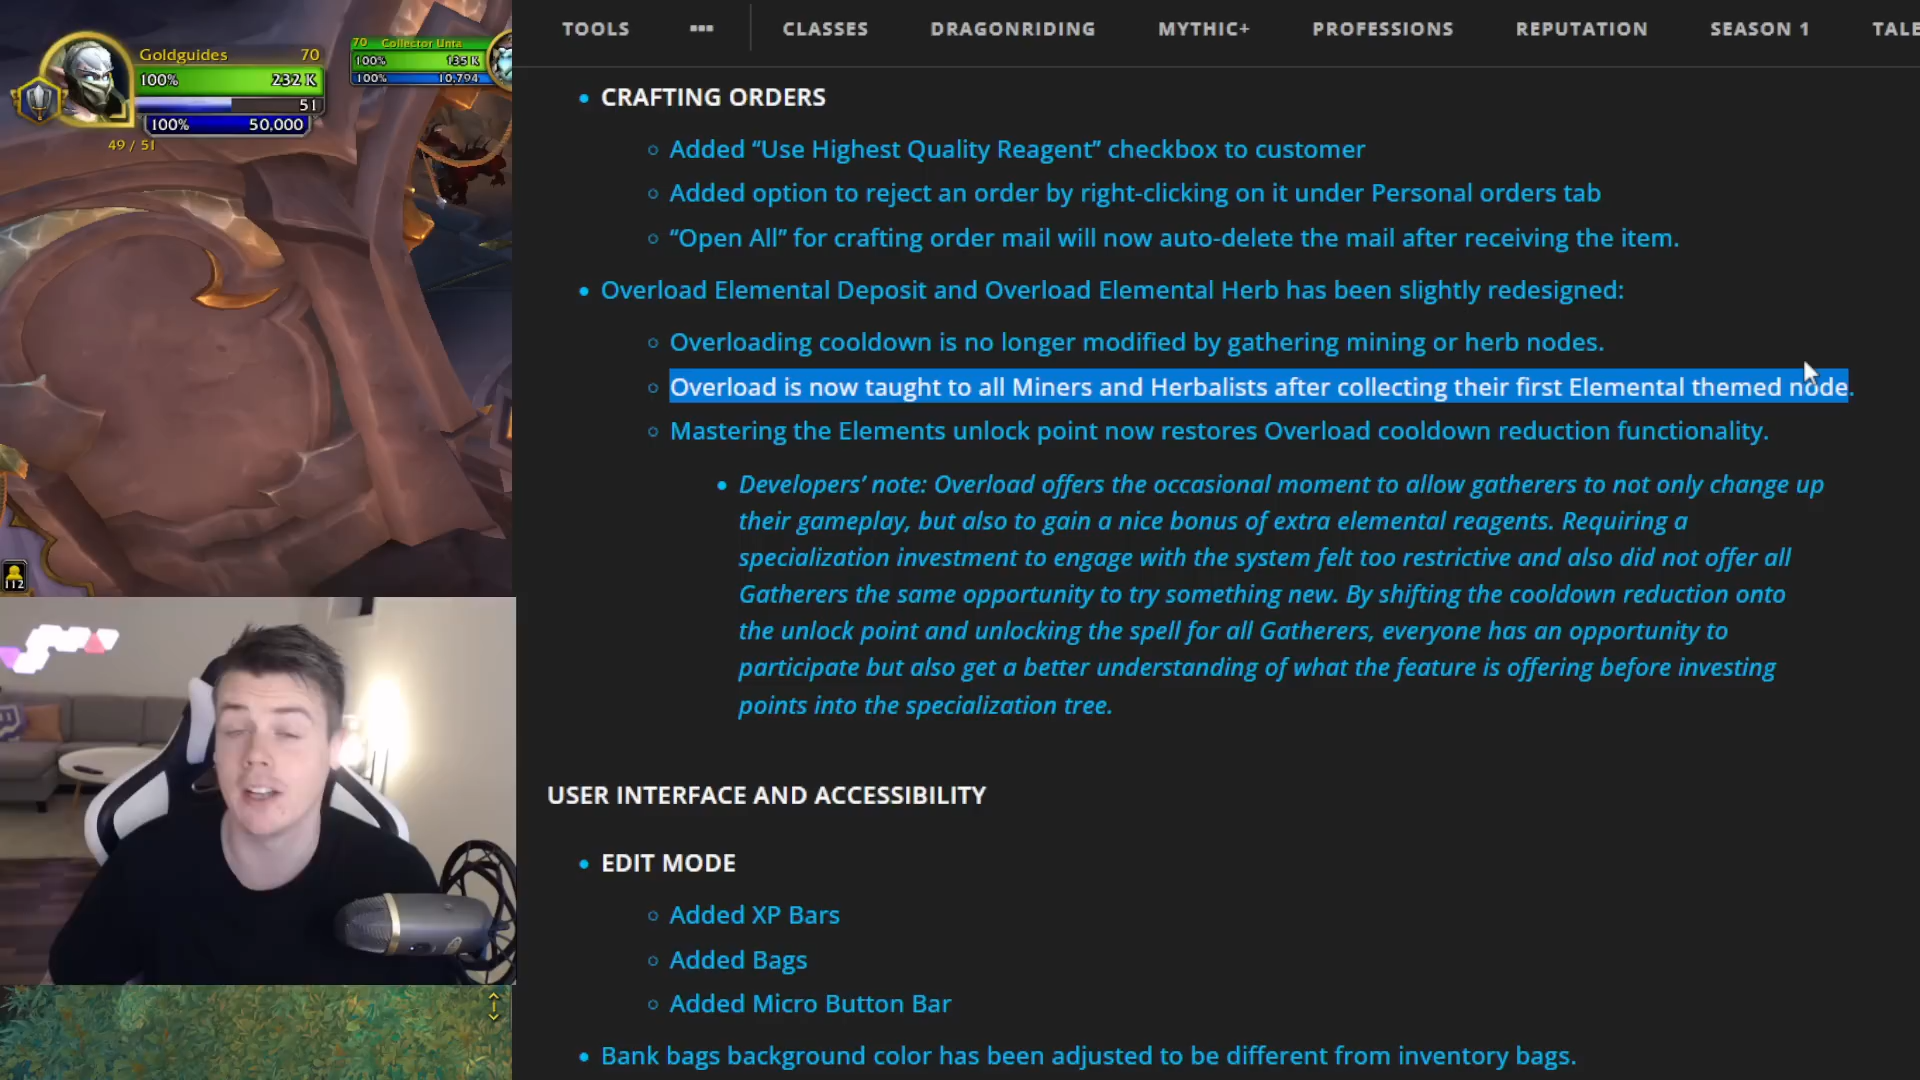 Goldguides 70
100% 232 K
51
100% 50,000
49 / 51
70 Collector Unta
100% 135 K
100% 10,794
112
TOOLS ••• CLASSES DRAGONRIDING MYTHIC+ PROFESSIONS REPUTATION SEASON 1 TALE
CRAFTING ORDERS
Added “Use Highest Quality Reagent” checkbox to customer
Added option to reject an order by right-clicking on it under Personal orders tab
“Open All” for crafting order mail will now auto-delete the mail after receiving the item.
Overload Elemental Deposit and Overload Elemental Herb has been slightly redesigned:
Overloading cooldown is no longer modified by gathering mining or herb nodes.
Overload is now taught to all Miners and Herbalists after collecting their first Elemental themed node.
Mastering the Elements unlock point now restores Overload cooldown reduction functionality.
Developers’ note: Overload offers the occasional moment to allow gatherers to not only change up
their gameplay, but also to gain a nice bonus of extra elemental reagents. Requiring a
specialization investment to engage with the system felt too restrictive and also did not offer all
Gatherers the same opportunity to try something new. By shifting the cooldown reduction onto
the unlock point and unlocking the spell for all Gatherers, everyone has an opportunity to
participate but also get a better understanding of what the feature is offering before investing
points into the specialization tree.
USER INTERFACE AND ACCESSIBILITY
EDIT MODE
Added XP Bars
Added Bags
Added Micro Button Bar
Bank bags background color has been adjusted to be different from inventory bags.